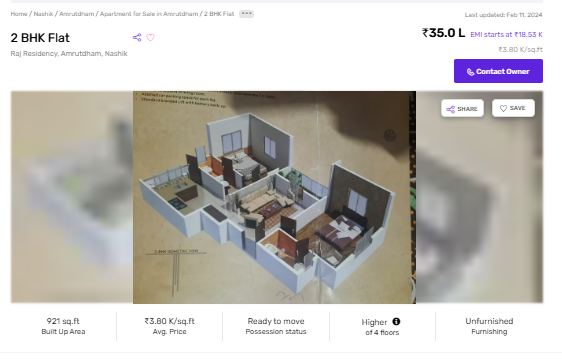 Home / Nashik / Amrutdham / Apartment for Sale in Amrutdham / 2 BHK Flat
Last updated: Feb 11, 2024
2 BHK Flat
₹35.0 L EMI starts at ₹18.53 K
Raj Residency, Amrutdham, Nashik
₹3.80 K/sq.ft
Contact Owner
SHARE
SAVE
921 sq.ft
Built Up Area
₹3.80 K/sq.ft
Avg. Price
Ready to move
Possession status
Higher
of 4 floors
Unfurnished
Furnishing